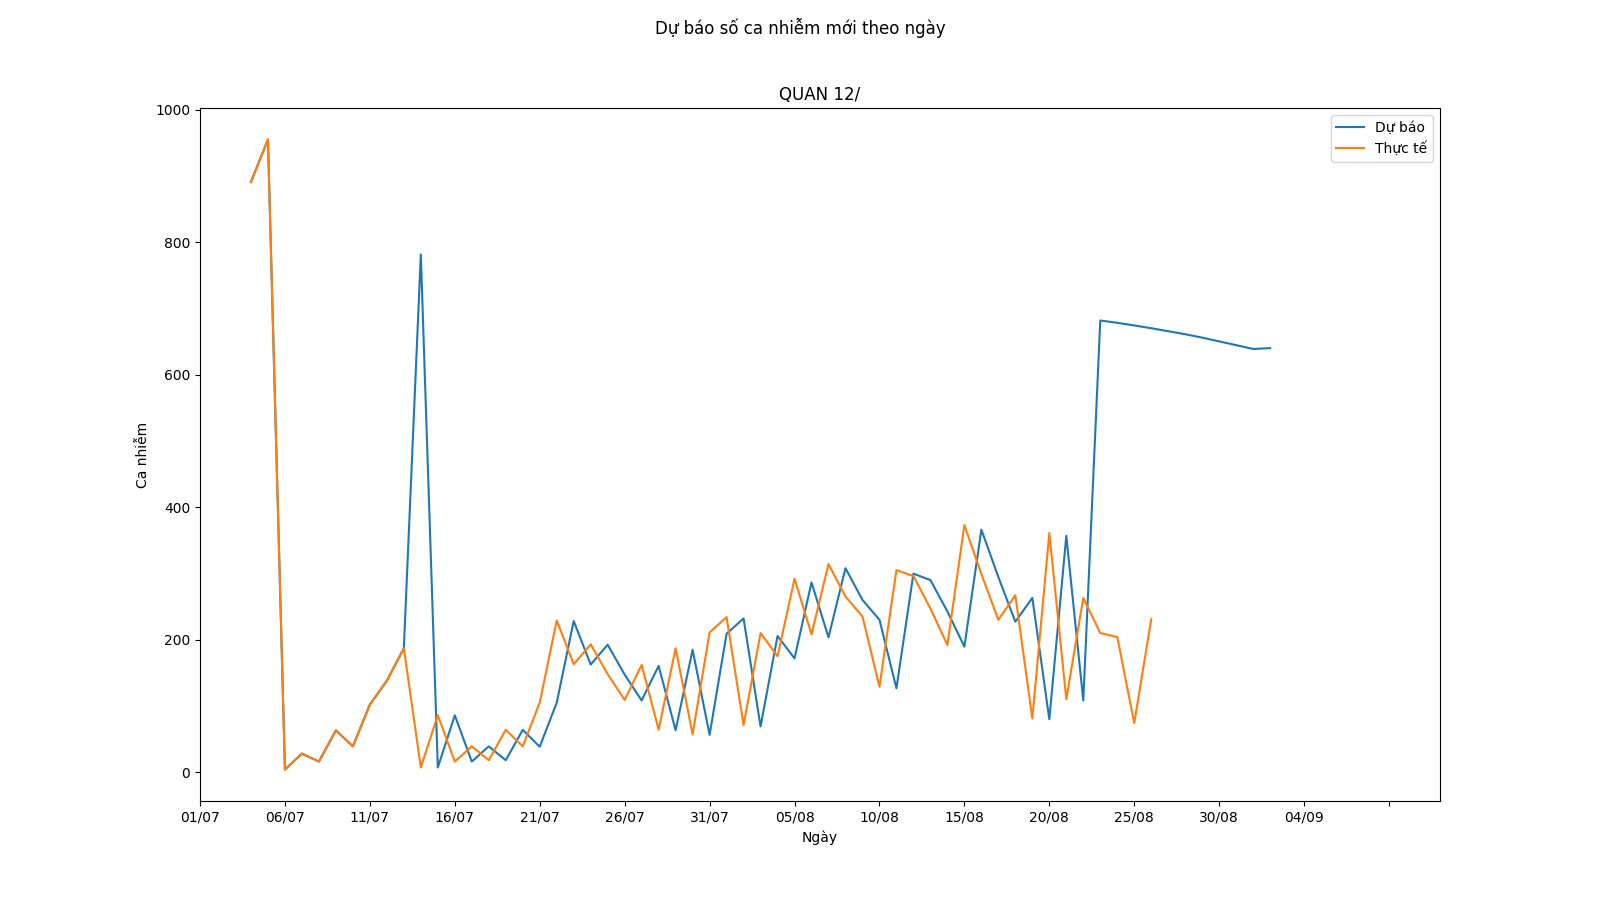 Dự báo số ca nhiễm mới theo ngày
QUAN 12/
1000
800
600
400
200
0
Ca nhiễm
Dự báo
Thực tế
01/07 06/07 11/07 16/07 21/07 26/07 31/07 05/08 10/08 15/08 20/08 25/08 30/08 04/09
Ngày